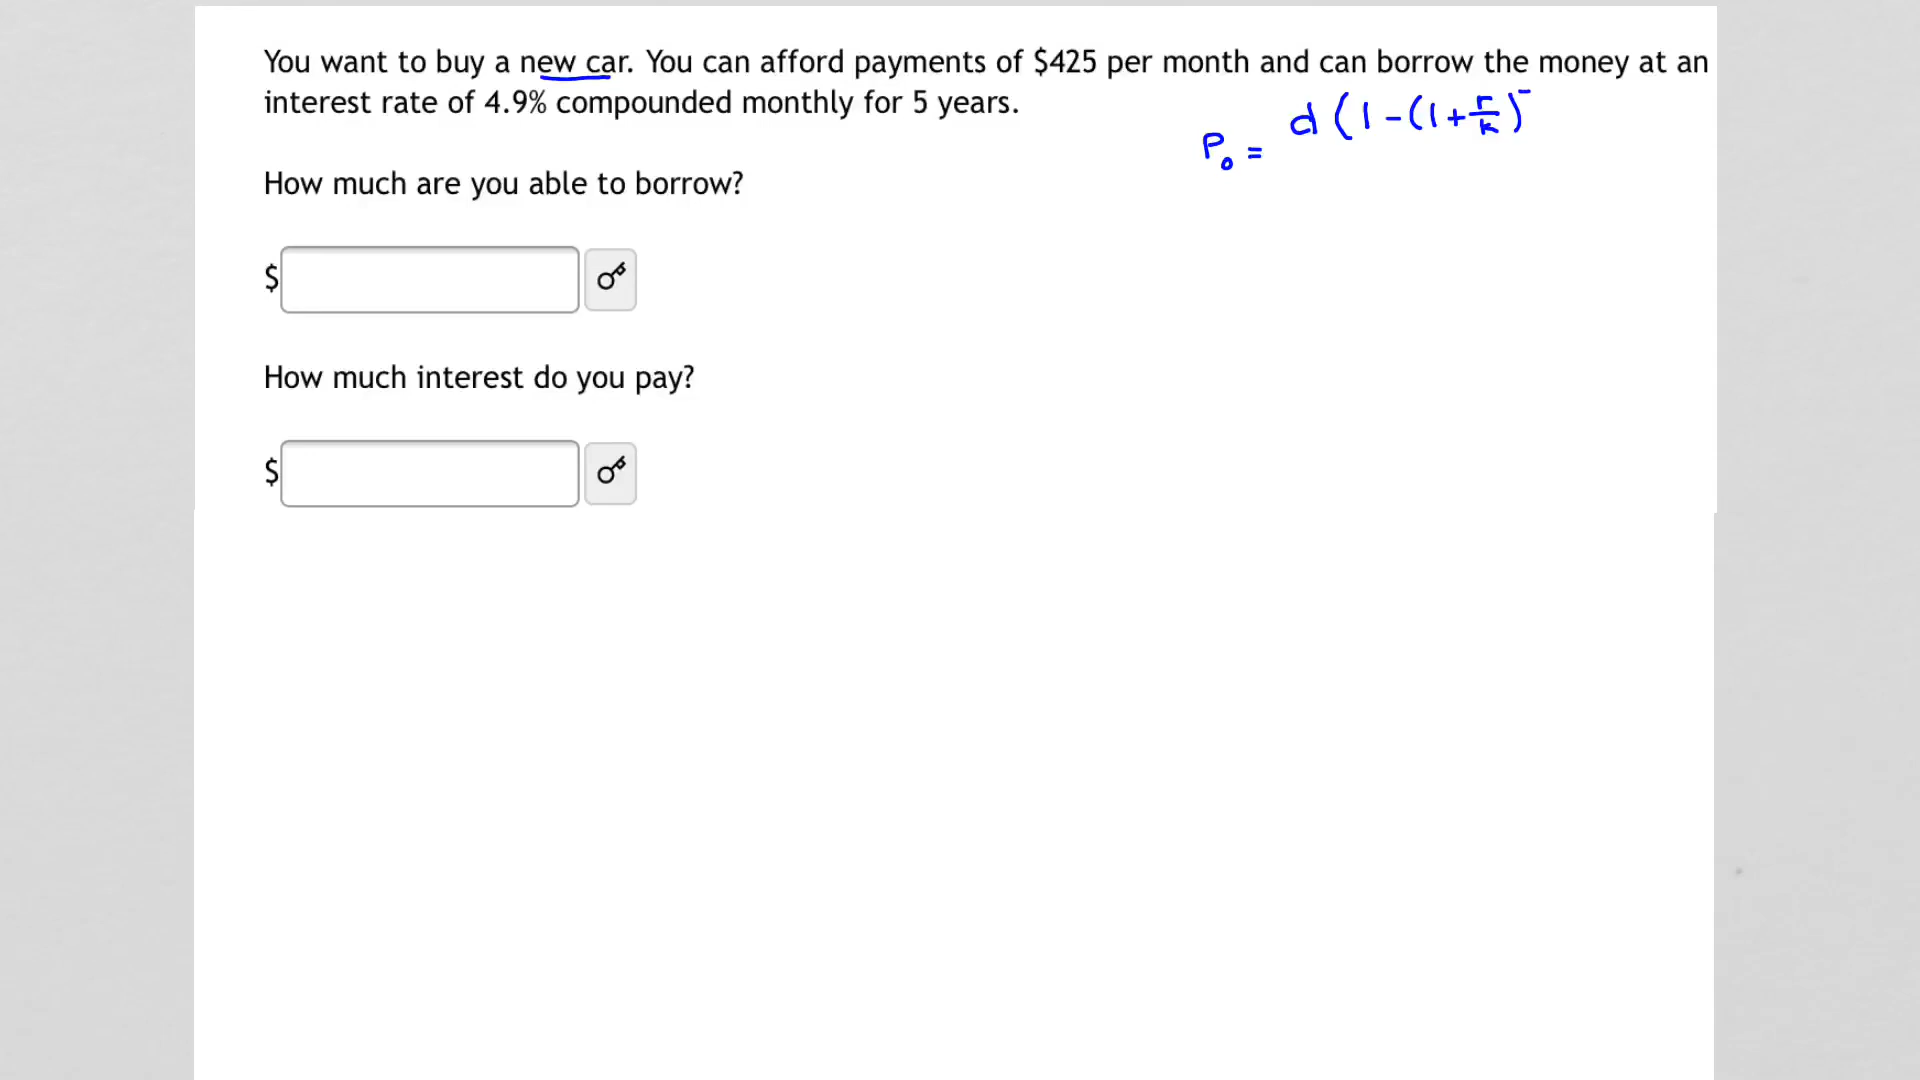 You want to buy a new car. You can afford payments of $425 per month and can borrow the money at an
interest rate of 4.9% compounded monthly for 5 years.
P₀ = d (1 - (1 + r/k)⁻
How much are you able to borrow?
$
How much interest do you pay?
$